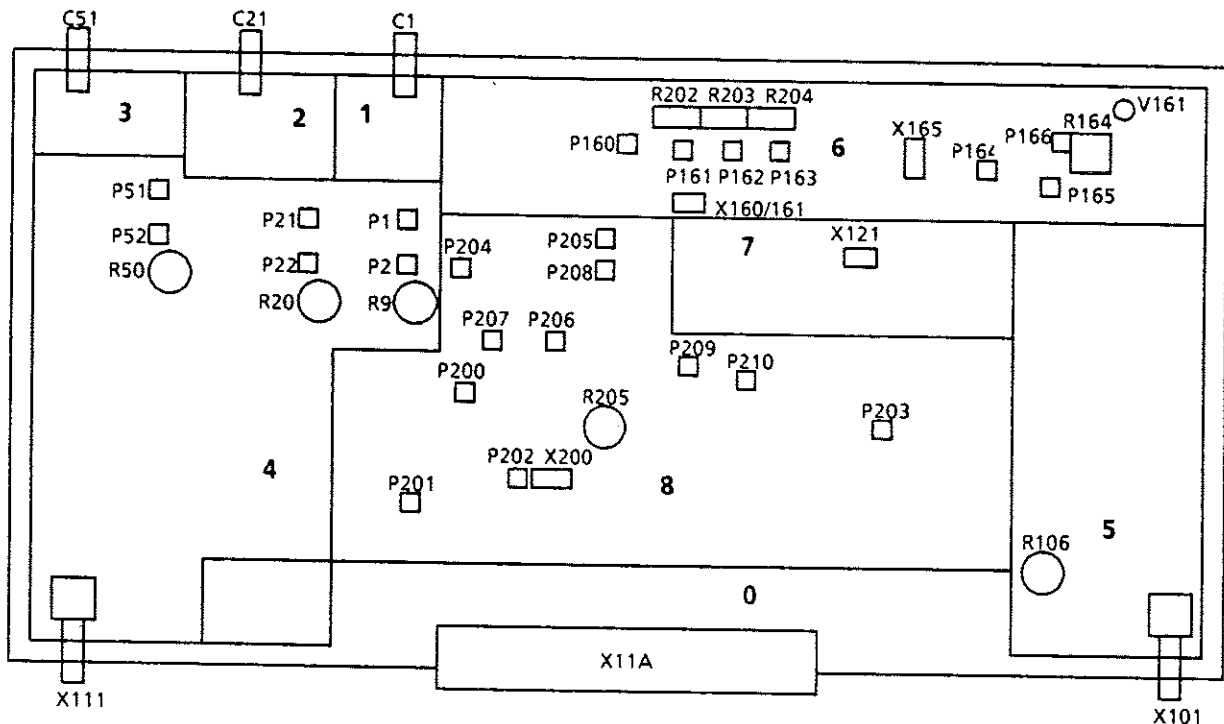 C51
C21
C1
3
2
1
R202 R203 R204
V161
R164
P160
6
X165
P164
P166
P161 P162 P163
P165
X160/161
P51
P21
P1
P52
P204
P205
7
X121
R50
P22
P2
P208
R20
R9
P207 P206
P209
P210
P200
R205
P203
P202 X200
4
8
P201
5
R106
0
X11A
X111
X101